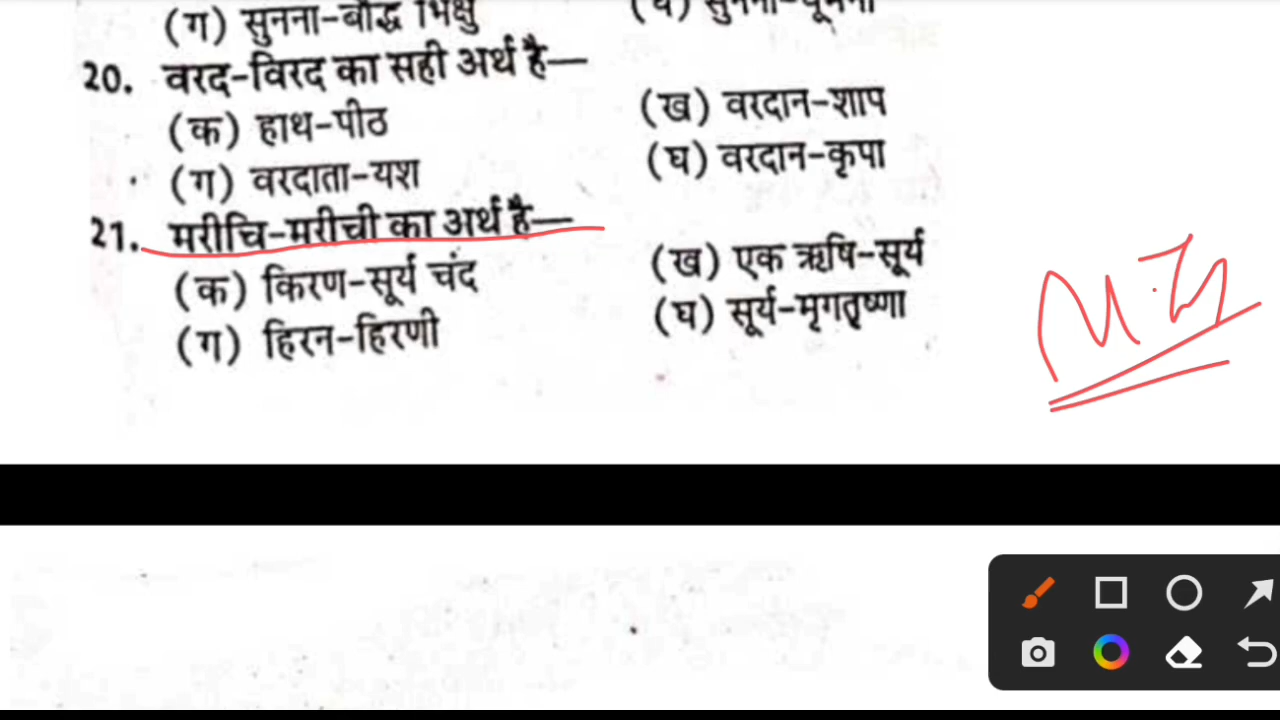 (ग) सुनना-बौद्ध भिक्षु
20. वरद-विरद का सही अर्थ है—
(क) हाथ-पीठ
(ख) वरदान-शाप
(ग) वरदाता-यश
(घ) वरदान-कृपा
21. मरीचि-मरीची का अर्थ है—
(क) किरण-सूर्य चंद
(ख) एक ऋषि-सूर्य
(ग) हिरन-हिरणी
(घ) सूर्य-मृगतृष्णा